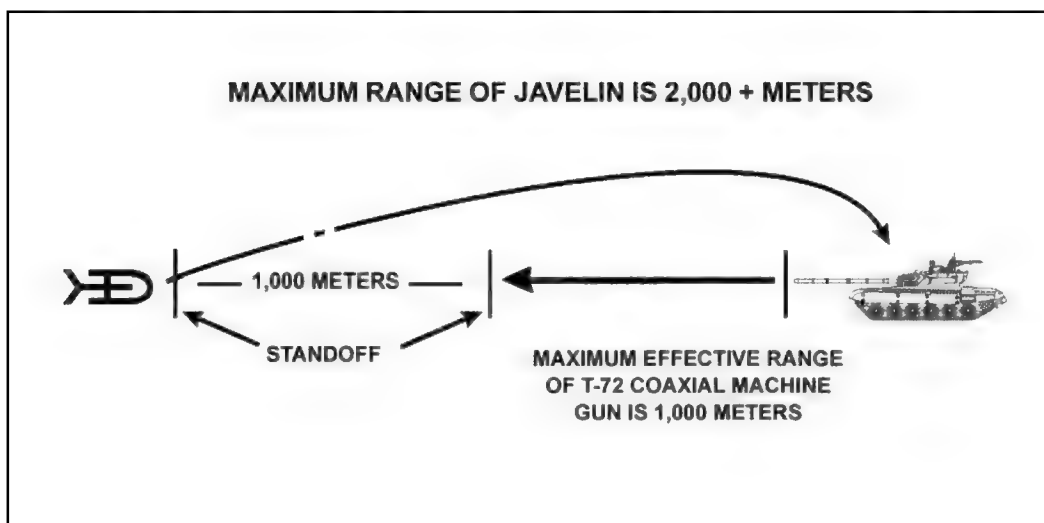 MAXIMUM RANGE OF JAVELIN IS 2,000 + METERS
1,000 METERS
STANDOFF
MAXIMUM EFFECTIVE RANGE
OF T-72 COAXIAL MACHINE
GUN IS 1,000 METERS